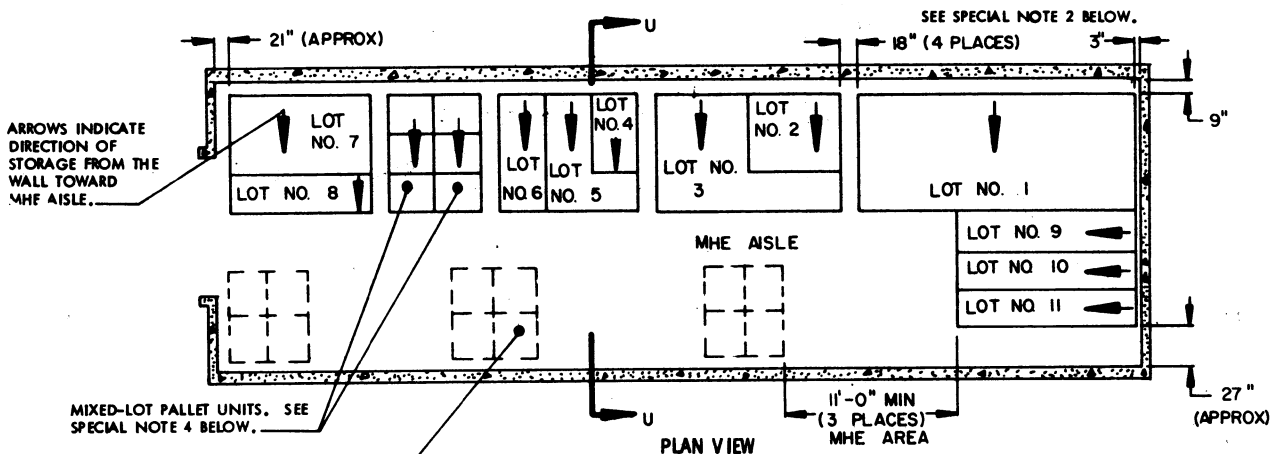 SEE SPECIAL NOTE 2 BELOW.
U
21" (APPROX)
18" (4 PLACES)
3"
9"
ARROWS INDICATE
DIRECTION OF
STORAGE FROM THE
WALL TOWARD
MHE AISLE.
LOT
NO. 7
LOT NO. 8
LOT
NO. 6
LOT
NO. 5
LOT
NO. 4
LOT NO.
3
LOT
NO. 2
LOT NO. 1
LOT NO. 9
LOT NO. 10
LOT NO. 11
MHE AISLE
MIXED-LOT PALLET UNITS. SEE
SPECIAL NOTE 4 BELOW.
U
11'-0" MIN
(3 PLACES)
MHE AREA
27"
(APPROX)
PLAN VIEW